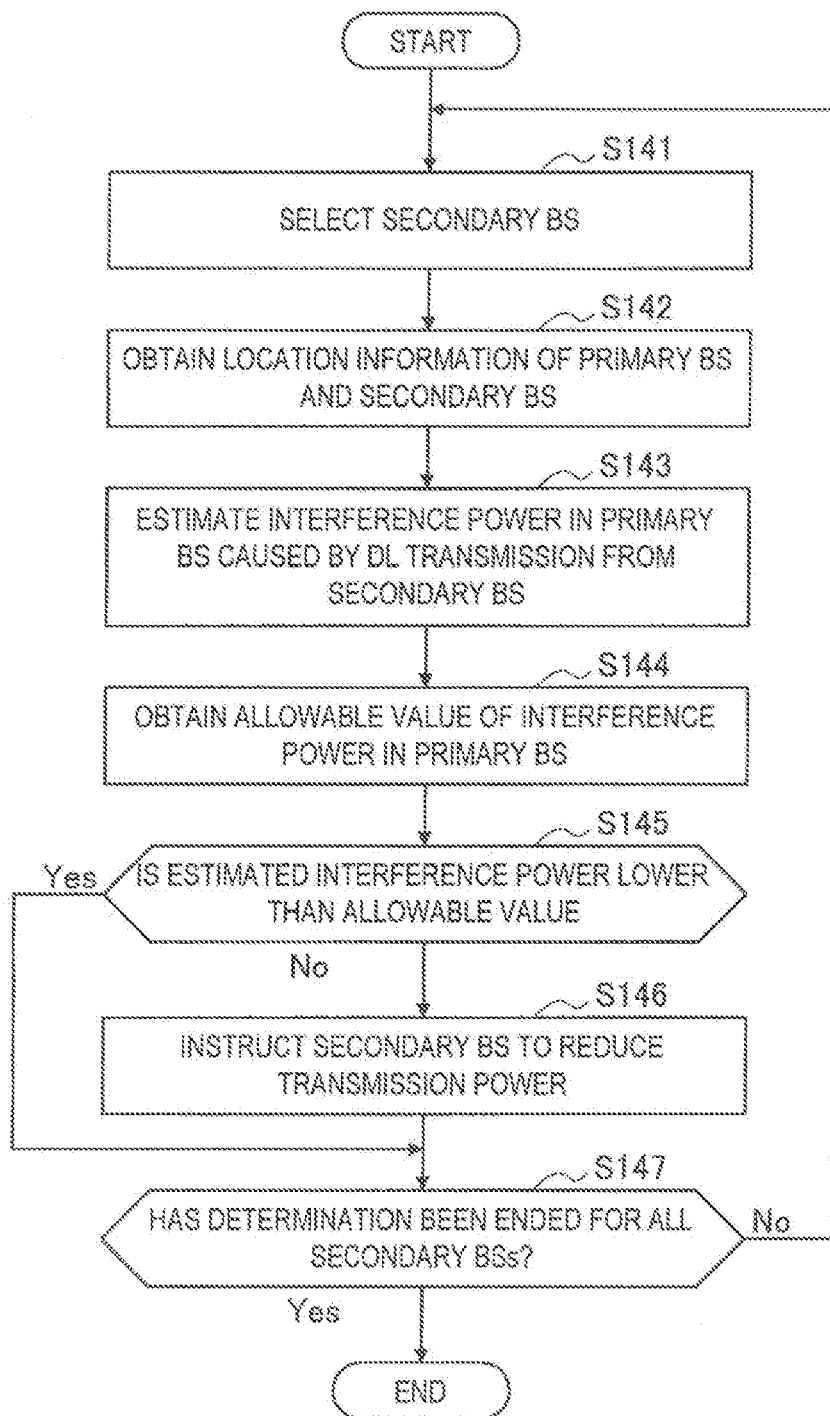 START
S141
SELECT SECONDARY BS
S142
OBTAIN LOCATION INFORMATION OF PRIMARY BS
AND SECONDARY BS
S143
ESTIMATE INTERFERENCE POWER IN PRIMARY
BS CAUSED BY DL TRANSMISSION FROM
SECONDARY BS
S144
OBTAIN ALLOWABLE VALUE OF INTERFERENCE
POWER IN PRIMARY BS
S145
Yes
IS ESTIMATED INTERFERENCE POWER LOWER
THAN ALLOWABLE VALUE
No
S146
INSTRUCT SECONDARY BS TO REDUCE
TRANSMISSION POWER
S147
HAS DETERMINATION BEEN ENDED FOR ALL
SECONDARY BSs?
No
Yes
END